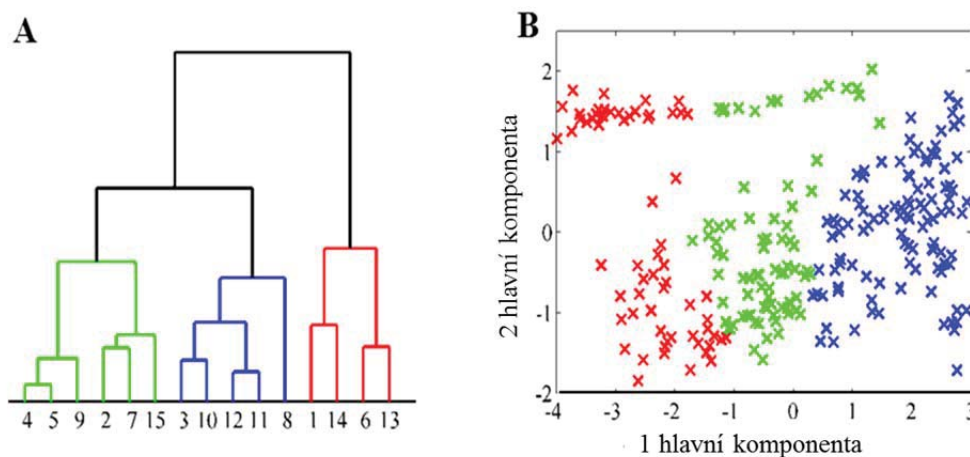 A
4 5 9 2 7 15 3 10 12 11 8 1 14 6 13
B
2 hlavní komponenta
2
1
0
-1
-2
-4 -3 -2 -1 0 1 2 3
1 hlavní komponenta